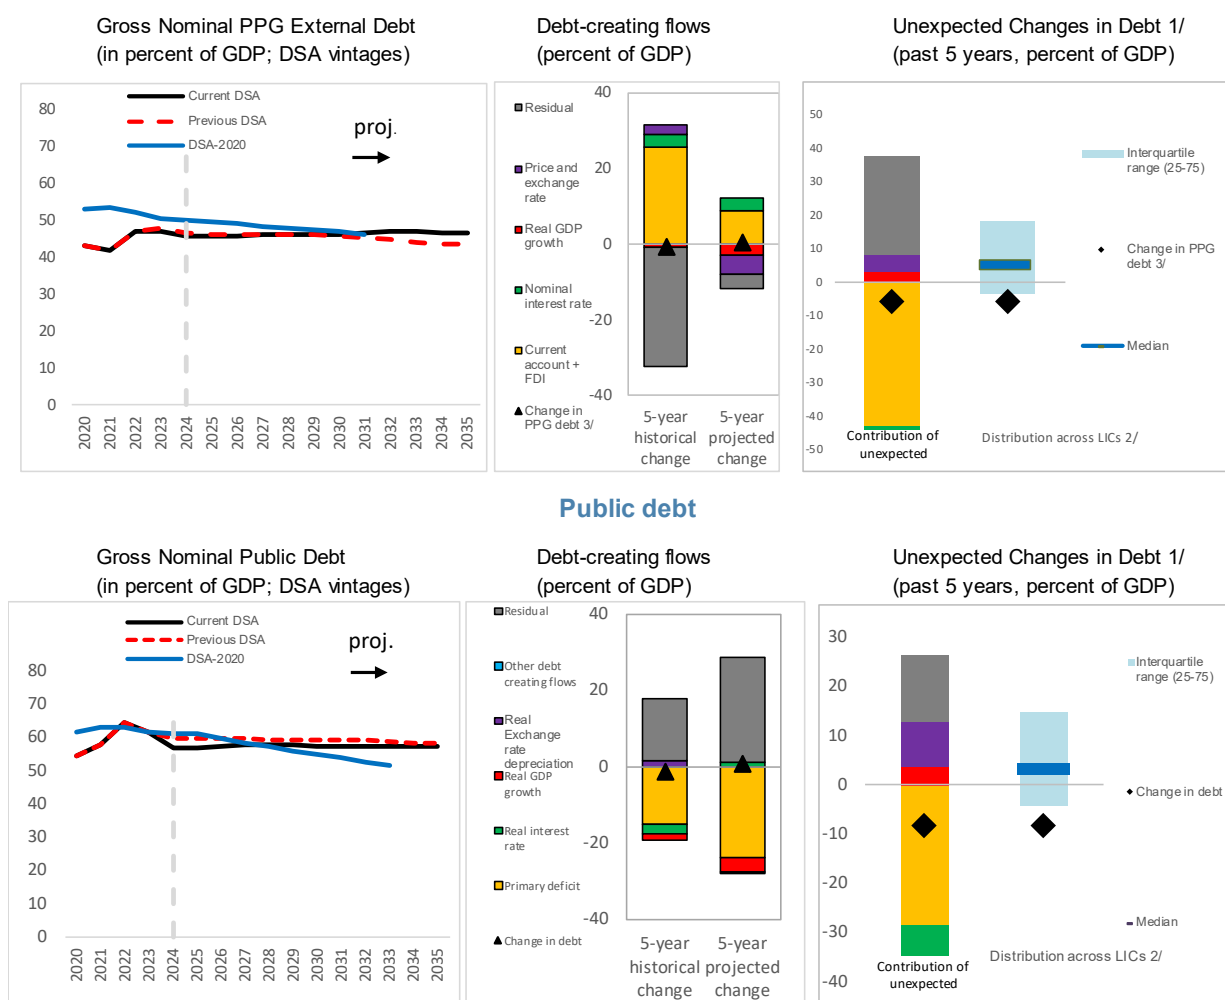 Gross Nominal PPG External Debt
(in percent of GDP; DSA vintages)
Current DSA
Previous DSA
DSA-2020
proj.
80
70
60
50
40
30
20
10
0
2020
2021
2022
2023
2024
2025
2026
2027
2028
2029
2030
2031
2032
2033
2034
2035
Debt-creating flows
(percent of GDP)
Residual
Price and
exchange
rate
Real GDP
growth
Nominal
interest rate
Current
account +
FDI
Change in
PPG debt 3/
40
20
0
-20
-40
5-year
historical
change
5-year
projected
change
Unexpected Changes in Debt 1/
(past 5 years, percent of GDP)
50
40
30
20
10
0
-10
-20
-30
-40
-50
Contribution of
unexpected
Distribution across LICs 2/
Interquartile
range (25-75)
Change in PPG
debt 3/
Median
Public debt
Gross Nominal Public Debt
(in percent of GDP; DSA vintages)
Current DSA
Previous DSA
DSA-2020
proj.
80
70
60
50
40
30
20
10
0
2020
2021
2022
2023
2024
2025
2026
2027
2028
2029
2030
2031
2032
2033
2034
2035
Debt-creating flows
(percent of GDP)
Residual
Other debt
creating flows
Real
Exchange
rate
depreciation
Real GDP
growth
Real interest
rate
Primary deficit
Change in debt
40
20
0
-20
-40
5-year
historical
change
5-year
projected
change
Unexpected Changes in Debt 1/
(past 5 years, percent of GDP)
30
20
10
0
-10
-20
-30
-40
Contribution of
unexpected
Distribution across LICs 2/
Interquartile
range (25-75)
Change in debt
Median